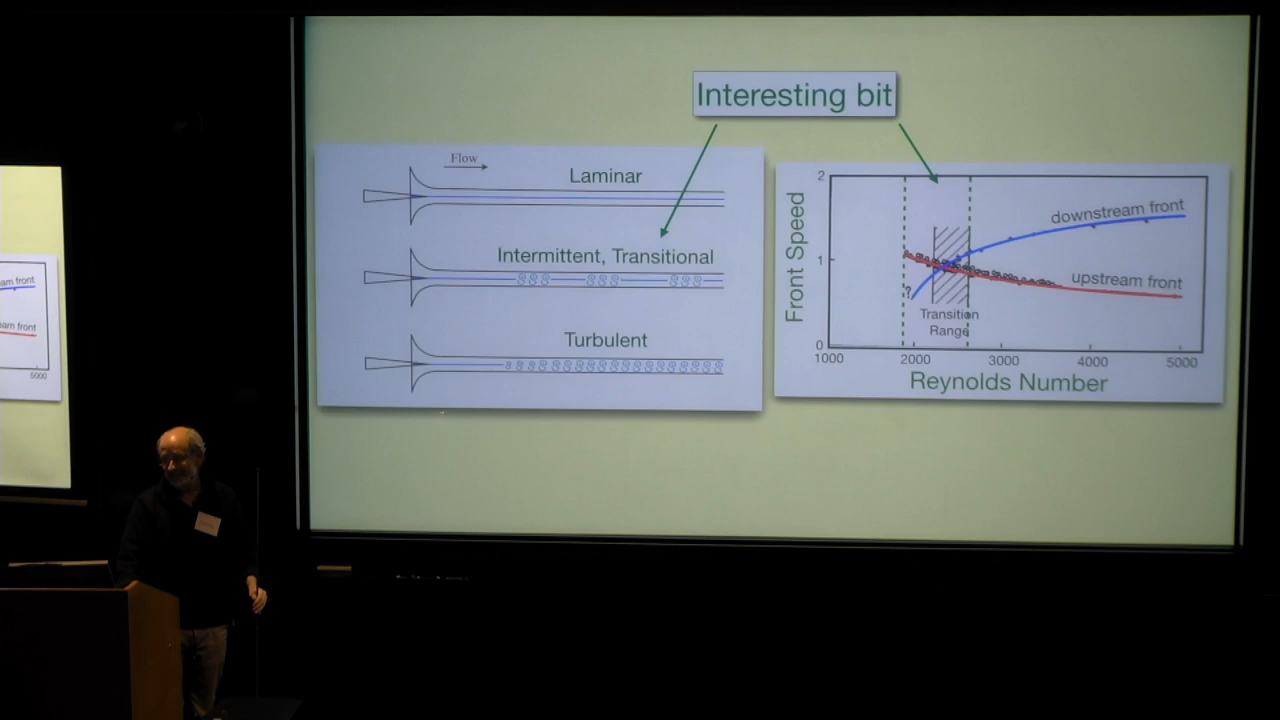 Interesting bit
Flow
Laminar
Intermittent, Transitional
Turbulent
Front Speed
2
1
0
downstream front
upstream front
?
Transition
Range
1000
2000
3000
4000
5000
Reynolds Number
am front
am front
5000